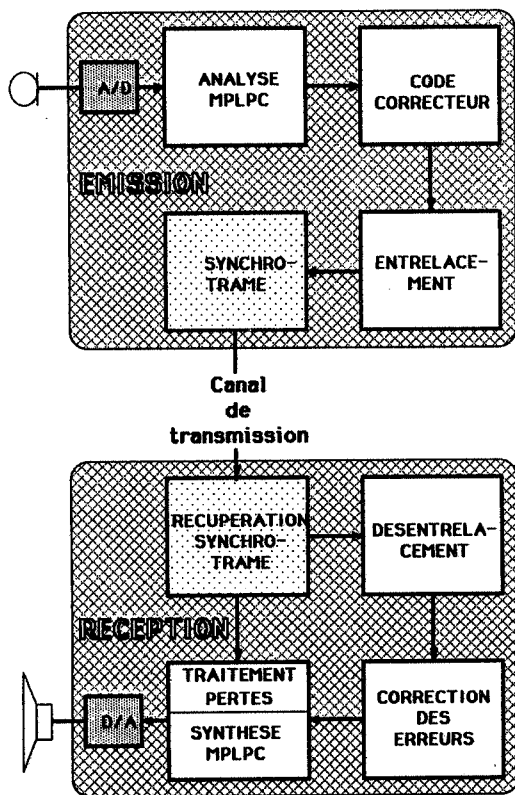 A/D
ANALYSE
MPLPC
CODE
CORRECTEUR
EMISSION
SYNCHRO-
TRAME
ENTRELACE-
MENT
Canal
de
transmission
RECUPERATION
SYNCHRO-
TRAME
DESENTRELA-
CEMENT
RECEPTION
TRAITEMENT
PERTES
SYNTHESE
MPLPC
CORRECTION
DES
ERREURS
D/A